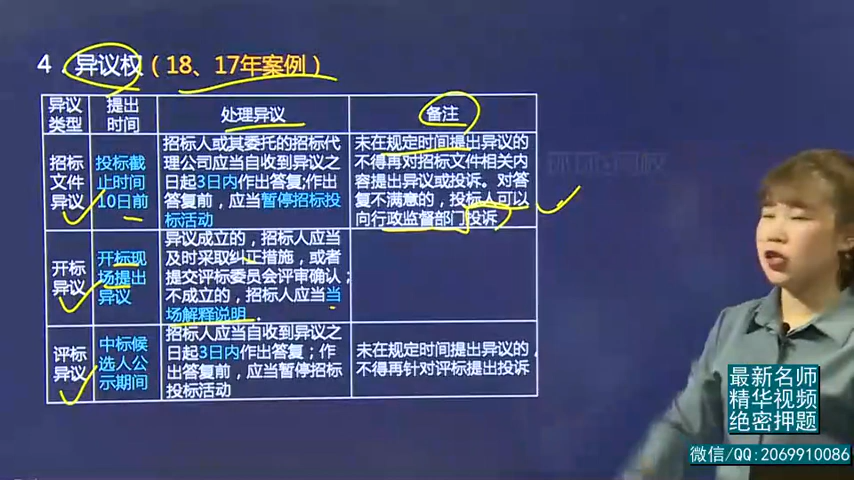 4．异议权（18、17年案例）
异议
类型
提出
时间
处理异议
备注
招标
文件
异议
投标截
止时间
10日前
招标人或其委托的招标代
理公司应当自收到异议之
日起3日内作出答复;作出
答复前，应当暂停招标投
标活动
未在规定时间提出异议的
不得再对招标文件相关内
容提出异议或投诉。对答
复不满意的，投标人可以
向行政监督部门投诉
开标
异议
开标现
场提出
异议
异议成立的，招标人应当
及时采取纠正措施，或者
提交评标委员会评审确认；
不成立的，招标人应当当
场解释说明．
评标
异议
中标候
选人公
示期间
招标人应当自收到异议之
日起3日内作出答复；作
出答复前，应当暂停招标
投标活动
未在规定时间提出异议的，
不得再针对评标提出投诉
最新名师
精华视频
绝密押题
微信/QQ:2069910086